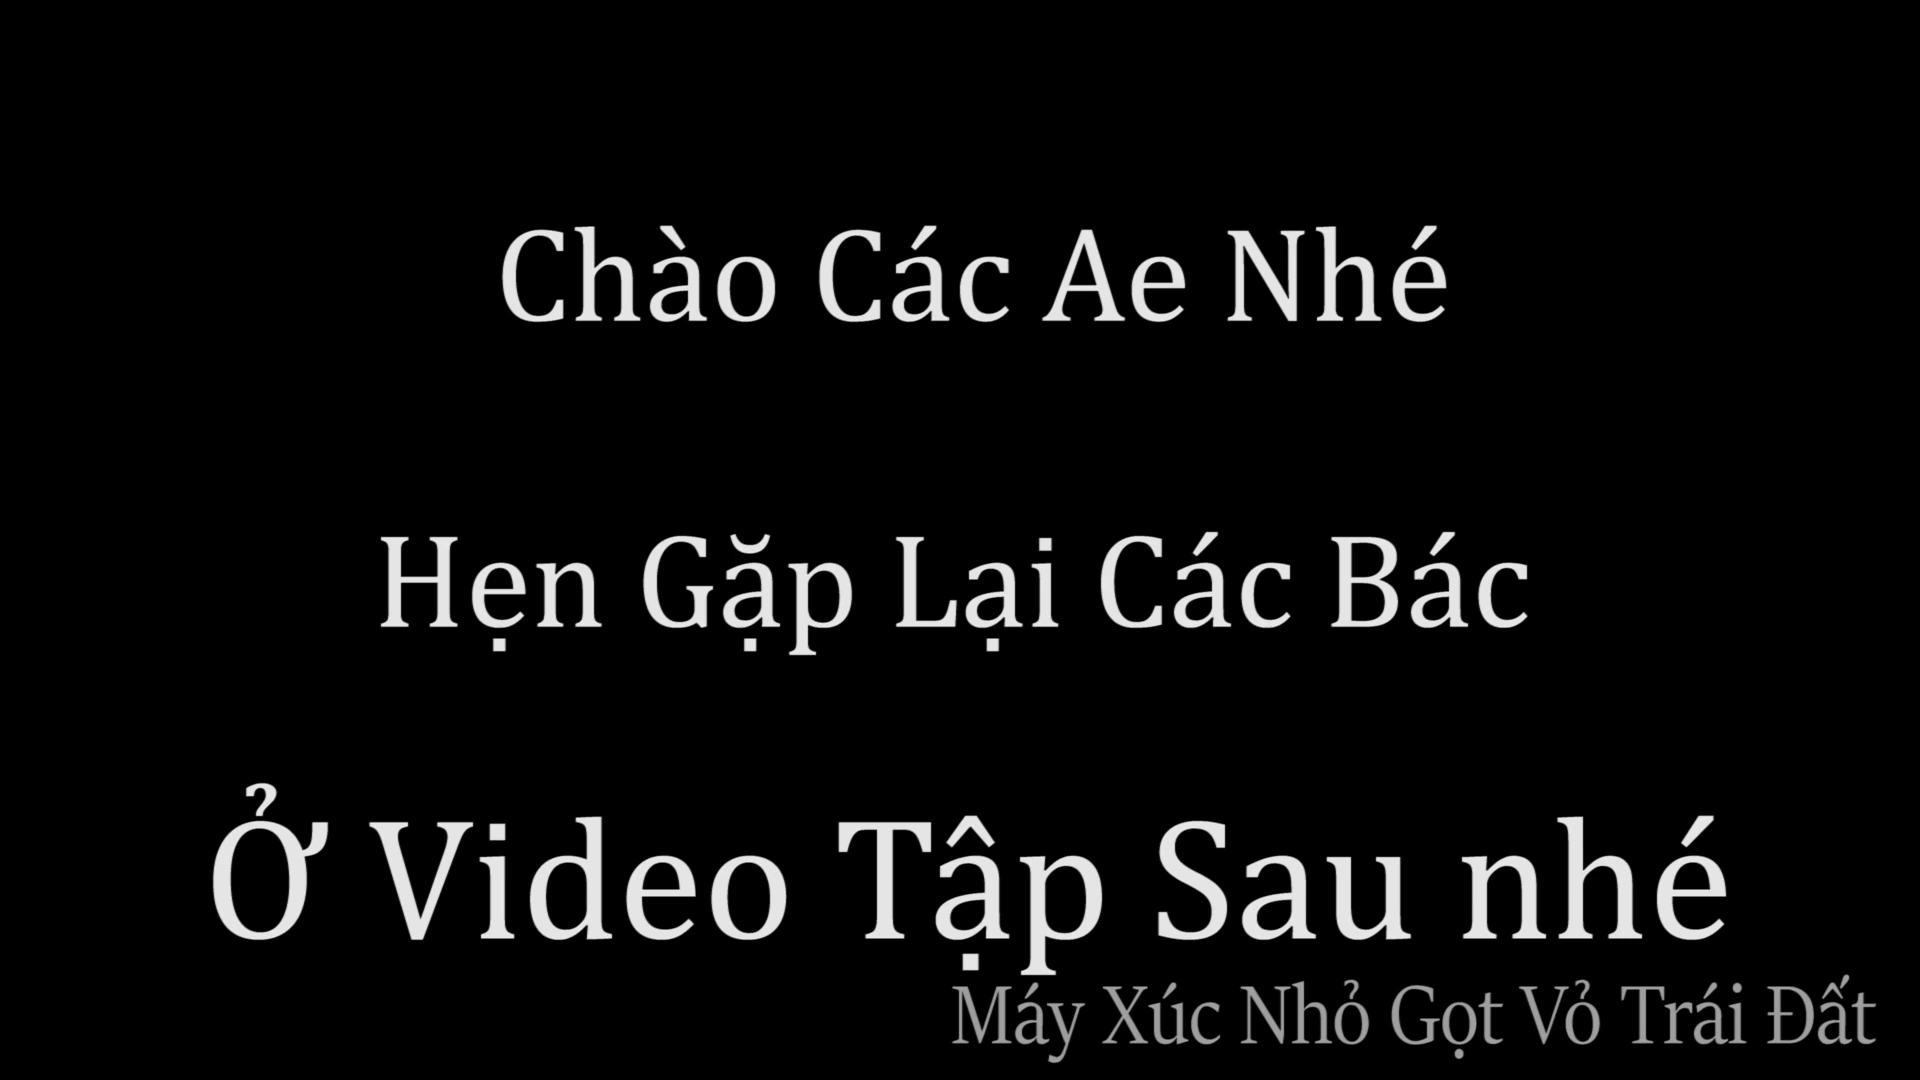 Chào Các Ae Nhé
Hẹn Gặp Lại Các Bác
Ở Video Tập Sau nhé
Máy Xúc Nhỏ Gọt Vỏ Trái Đất